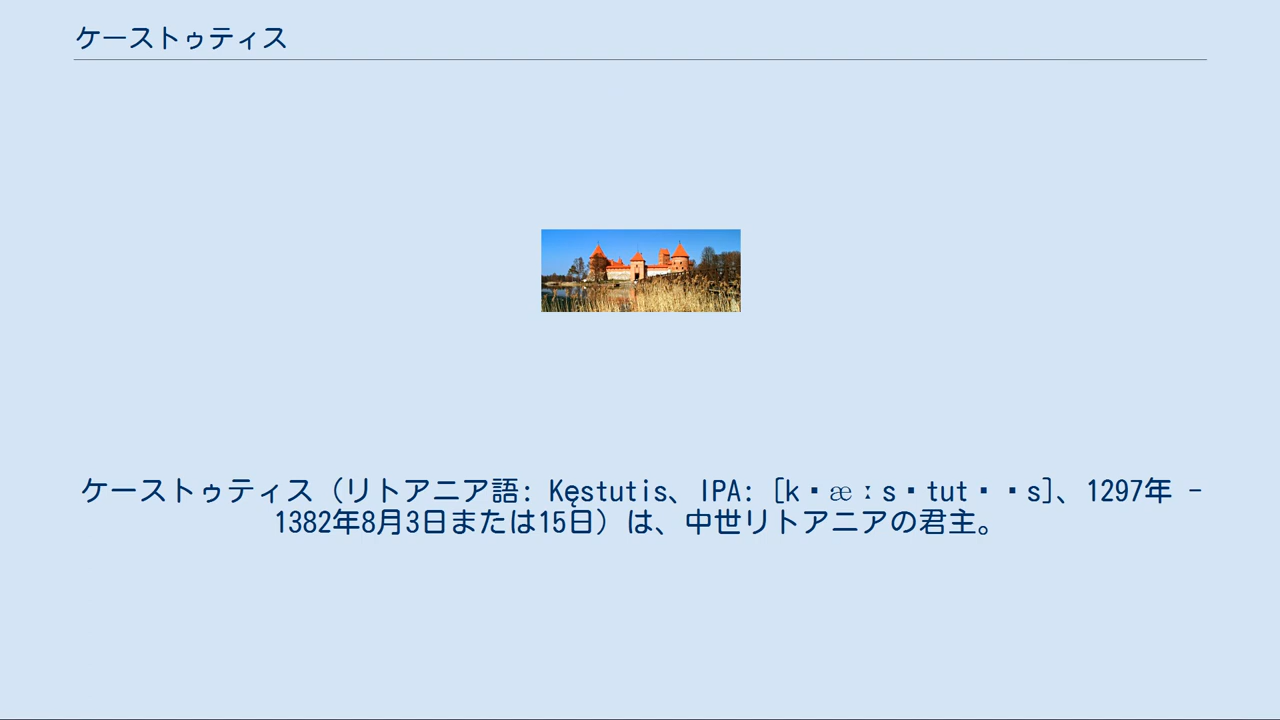 ケーストゥティス
ケーストゥティス（リトアニア語: Kęstutis、IPA: [k·æːs·tut··s]、1297年 -
1382年8月3日または15日）は、中世リトアニアの君主。